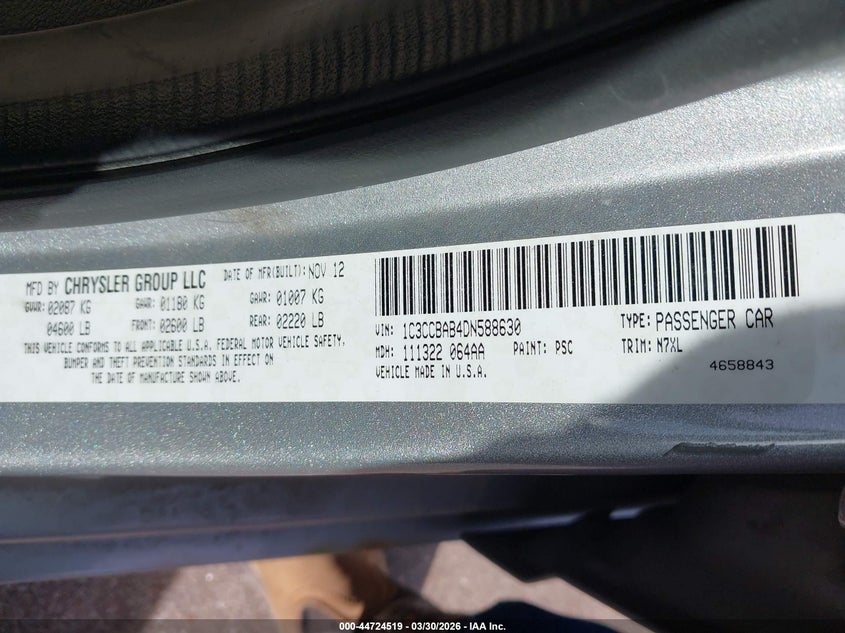 MFD BY CHRYSLER GROUP LLC DATE OF MFR(BUILT): NOV 12
GVWR: 02087 KG GAWR: 01180 KG GAWR: 01007 KG
04600 LB FRONT: 02600 LB REAR: 02220 LB
THIS VEHICLE CONFORMS TO ALL APPLICABLE U.S.A. FEDERAL MOTOR VEHICLE SAFETY,
BUMPER AND THEFT PREVENTION STANDARDS IN EFFECT ON
THE DATE OF MANUFACTURE SHOWN ABOVE.
VIN: 1C3CCBAB4DN588630 TYPE: PASSENGER CAR
MDH: 111322 064AA PAINT: PSC TRIM: N7XL
VEHICLE MADE IN U.S.A. 4658843
000-44724519 - 03/30/2026 - IAA Inc.